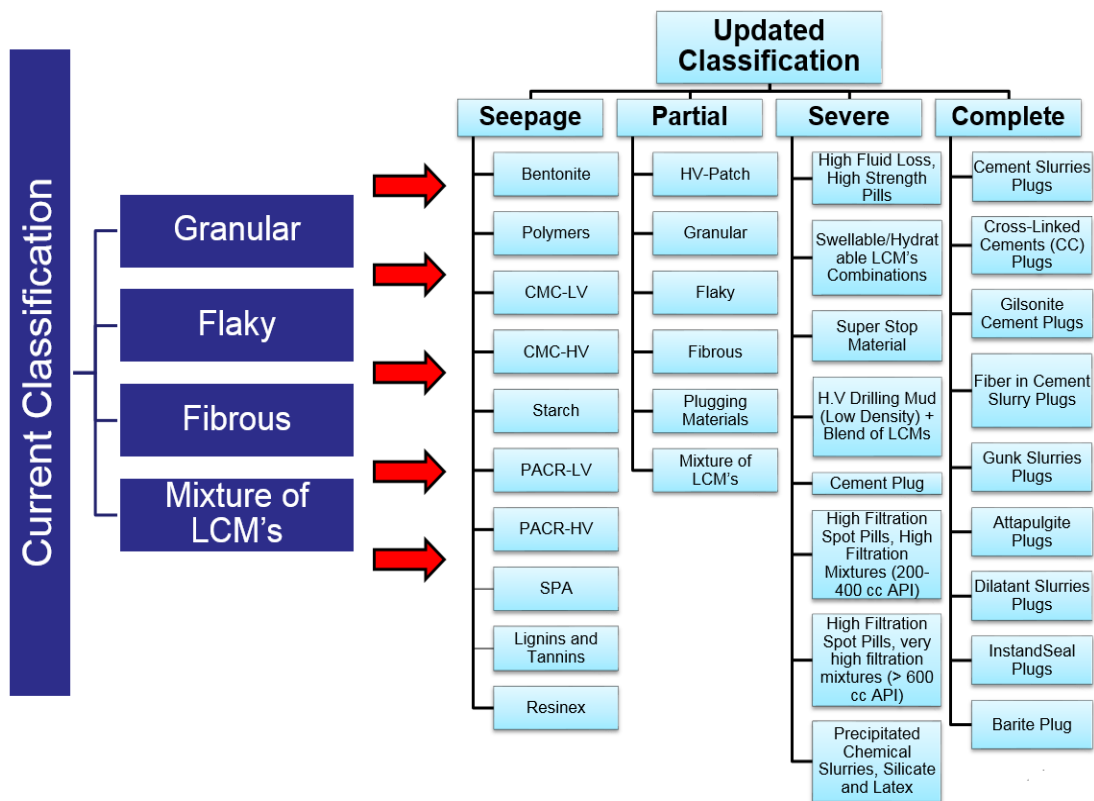 Current Classification
Granular
Flaky
Fibrous
Mixture of
LCM's
Updated
Classification
Seepage
Bentonite
Polymers
CMC-LV
CMC-HV
Starch
PACR-LV
PACR-HV
SPA
Lignins and
Tannins
Resinex
Partial
HV-Patch
Granular
Flaky
Fibrous
Plugging
Materials
Mixture of
LCM's
Severe
High Fluid Loss,
High Strength
Pills
Swellable/Hydrat
able LCM's
Combinations
Super Stop
Material
H.V Drilling Mud
(Low Density) +
Blend of LCMs
Cement Plug
High Filtration
Spot Pills, High
Filtration
Mixtures (200-
400 cc API)
High Filtration
Spot Pills, very
high filtration
mixtures (> 600
cc API)
Precipitated
Chemical
Slurries, Silicate
and Latex
Complete
Cement Slurries
Plugs
Cross-Linked
Cements (CC)
Plugs
Gilsonite
Cement Plugs
Fiber in Cement
Slurry Plugs
Gunk Slurries
Plugs
Attapulgite
Plugs
Dilatant Slurries
Plugs
InstandSeal
Plugs
Barite Plug